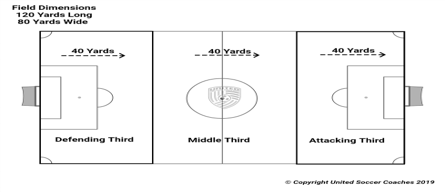 Field Dimensions
120 Yards Long
80 Yards Wide
40 Yards
40 Yards
40 Yards
Defending Third
Middle Third
Attacking Third
© Copyright United Soccer Coaches 2019